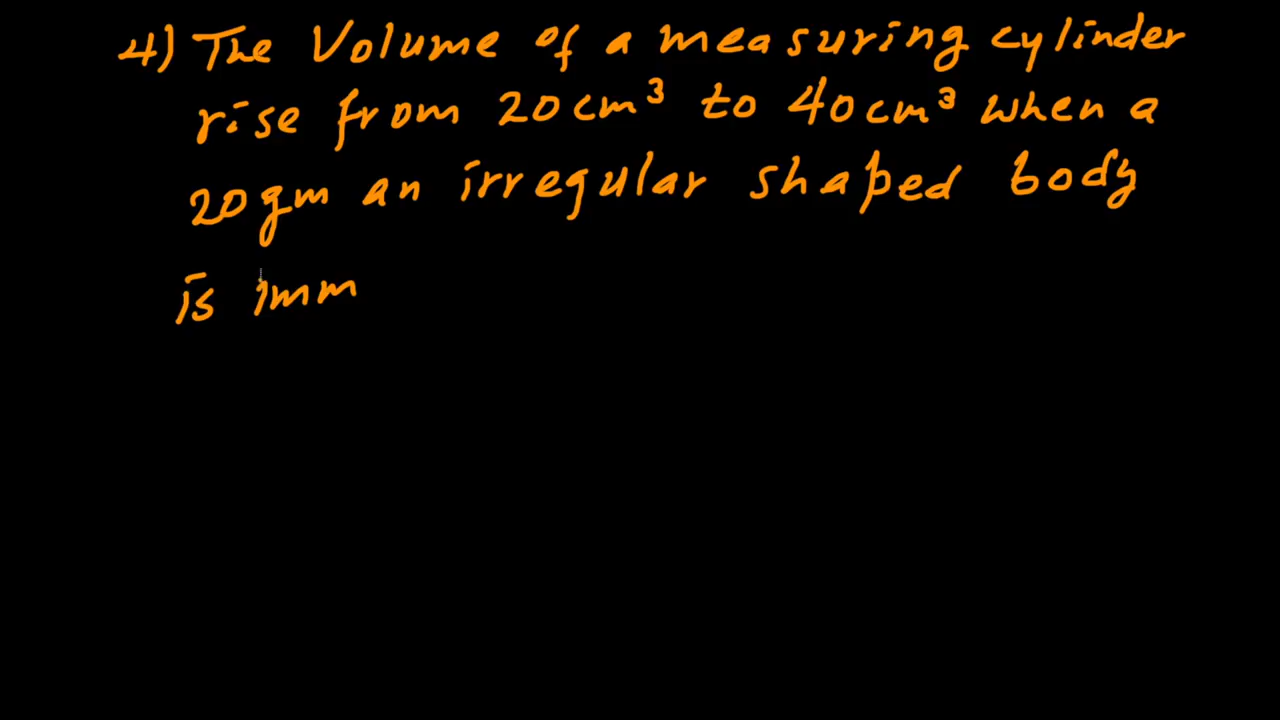 4) The Volume of a measuring cylinder
rise from 20cm³ to 40cm³ when a
20gm an irregular shaped body
is imm